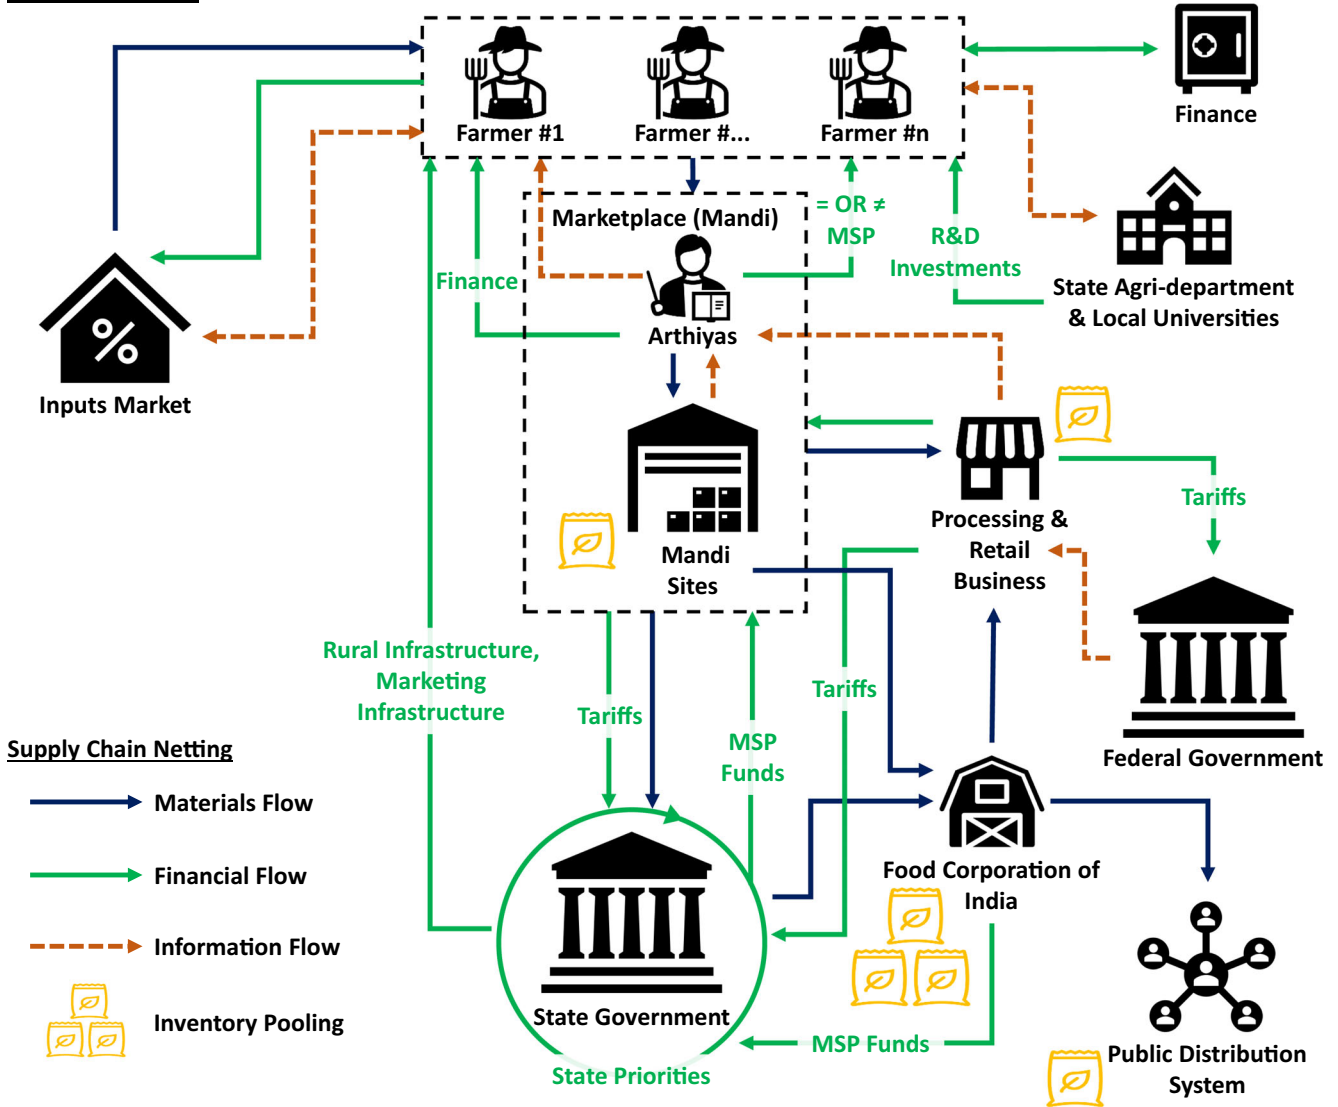 Farmer #1
Farmer #...
Farmer #n
Finance
Marketplace (Mandi)
= OR ≠
MSP
R&D
Investments
Finance
Arthiyas
State Agri-department
& Local Universities
Inputs Market
Processing &
Retail
Business
Tariffs
Mandi
Sites
Rural Infrastructure,
Marketing
Infrastructure
Tariffs
MSP
Funds
Tariffs
Federal Government
Supply Chain Netting
Materials Flow
Financial Flow
Information Flow
Inventory Pooling
Food Corporation of
India
State Government
State Priorities
MSP Funds
Public Distribution
System